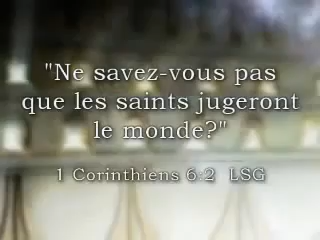 "Ne savez-vous pas
que les saints jugeront
le monde?"
1 Corinthiens 6:2 LSG